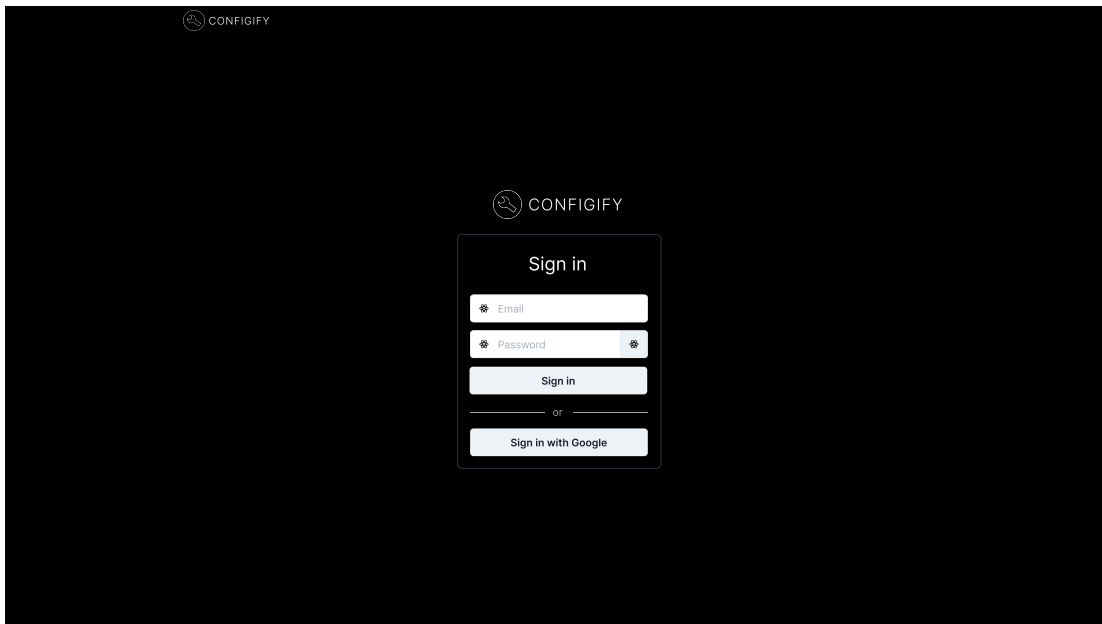 CONFIGIFY
CONFIGIFY
Sign in
Email
Password
Sign in
or
Sign in with Google